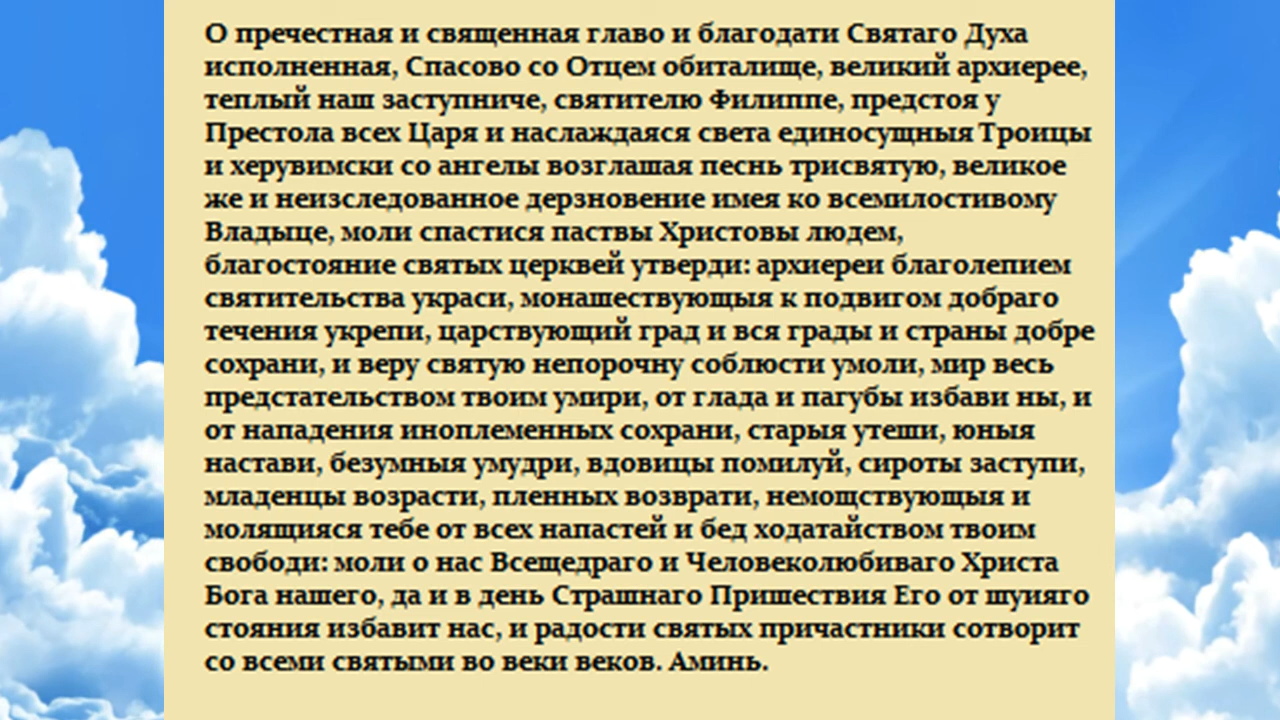 О пречестная и священная главо и благодати Святаго Духа
исполненная, Спасово со Отцем обиталище, великий архиерее,
теплый наш заступниче, святителю Филиппе, предстоя у
Престола всех Царя и наслаждаяся света единосущныя Троицы
и херувимски со ангелы возглашая песнь трисвятую, великое
же и неизследованное дерзновение имея ко всемилостивому
Владыце, моли спастися паствы Христовы людем,
благостояние святых церквей утверди: архиереи благолепием
святительства украси, монашествующыя к подвигом добраго
течения укрепи, царствующий град и вся грады и страны добре
сохрани, и веру святую непорочну соблюсти умоли, мир весь
предстательством твоим умири, от глада и пагубы избави ны, и
от нападения иноплеменных сохрани, старыя утеши, юныя
настави, безумныя умудри, вдовицы помилуй, сироты заступи,
младенцы возрасти, пленных возврати, немощствующыя и
молящияся тебе от всех напастей и бед ходатайством твоим
свободи: моли о нас Всещедраго и Человеколюбиваго Христа
Бога нашего, да и в день Страшнаго Пришествия Его от шуияго
стояния избавит нас, и радости святых причастники сотворит
со всеми святыми во веки веков. Аминь.